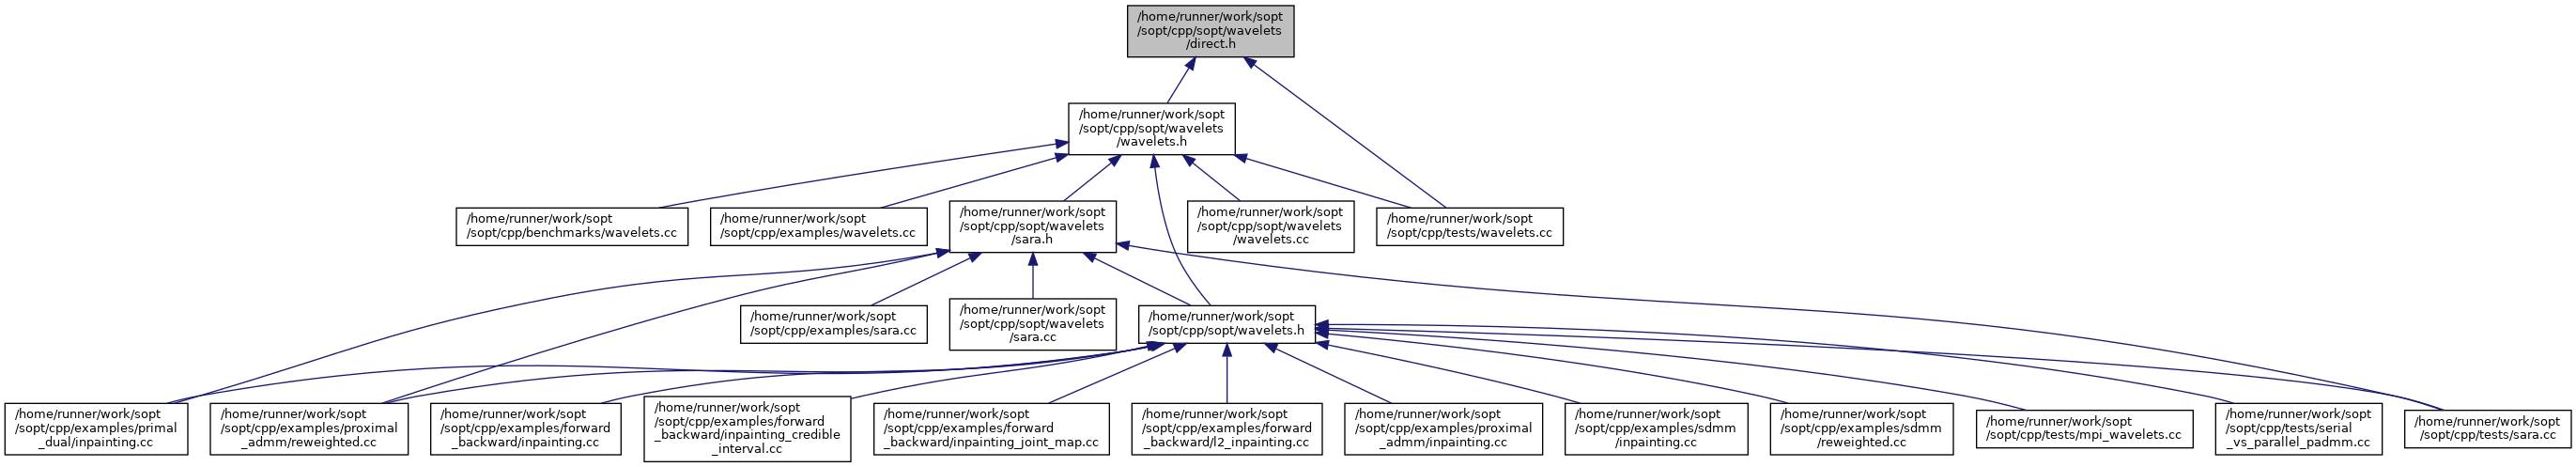 /home/runner/work/sopt
/sopt/cpp/sopt/wavelets
/direct.h
/home/runner/work/sopt
/sopt/cpp/sopt/wavelets
/wavelets.h
/home/runner/work/sopt
/sopt/cpp/benchmarks/wavelets.cc
/home/runner/work/sopt
/sopt/cpp/examples/wavelets.cc
/home/runner/work/sopt
/sopt/cpp/sopt/wavelets
/sara.h
/home/runner/work/sopt
/sopt/cpp/sopt/wavelets
/wavelets.cc
/home/runner/work/sopt
/sopt/cpp/tests/wavelets.cc
/home/runner/work/sopt
/sopt/cpp/examples/sara.cc
/home/runner/work/sopt
/sopt/cpp/sopt/wavelets
/sara.cc
/home/runner/work/sopt
/sopt/cpp/sopt/wavelets.h
/home/runner/work/sopt
/sopt/cpp/examples/primal
_dual/inpainting.cc
/home/runner/work/sopt
/sopt/cpp/examples/proximal
_admm/reweighted.cc
/home/runner/work/sopt
/sopt/cpp/examples/forward
_backward/inpainting.cc
/home/runner/work/sopt
/sopt/cpp/examples/forward
_backward/inpainting_credible
_interval.cc
/home/runner/work/sopt
/sopt/cpp/examples/forward
_backward/inpainting_joint_map.cc
/home/runner/work/sopt
/sopt/cpp/examples/forward
_backward/l2_inpainting.cc
/home/runner/work/sopt
/sopt/cpp/examples/proximal
_admm/inpainting.cc
/home/runner/work/sopt
/sopt/cpp/examples/sdmm
/inpainting.cc
/home/runner/work/sopt
/sopt/cpp/examples/sdmm
/reweighted.cc
/home/runner/work/sopt
/sopt/cpp/tests/mpi_wavelets.cc
/home/runner/work/sopt
/sopt/cpp/tests/serial
_vs_parallel_padmm.cc
/home/runner/work/sopt
/sopt/cpp/tests/sara.cc